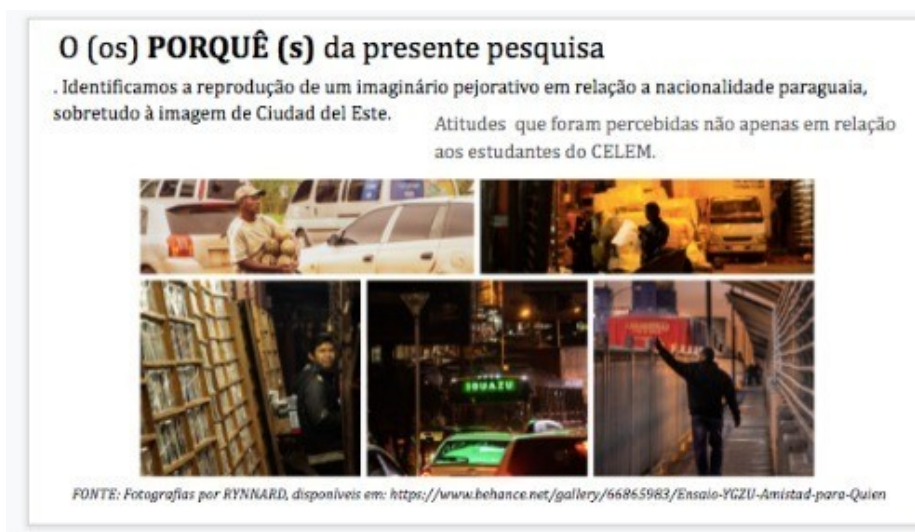 O (os) PORQUÊ (s) da presente pesquisa
. Identificamos a reprodução de um imaginário pejorativo em relação a nacionalidade paraguaia,
sobretudo à imagem de Ciudad del Este.
Atitudes que foram percebidas não apenas em relação
aos estudantes do CELEM.
IGUAZU
FONTE: Fotografias por RYNNARD, disponíveis em: https://www.behance.net/gallery/66865983/Ensaio-YGZU-Amistad-para-Quien